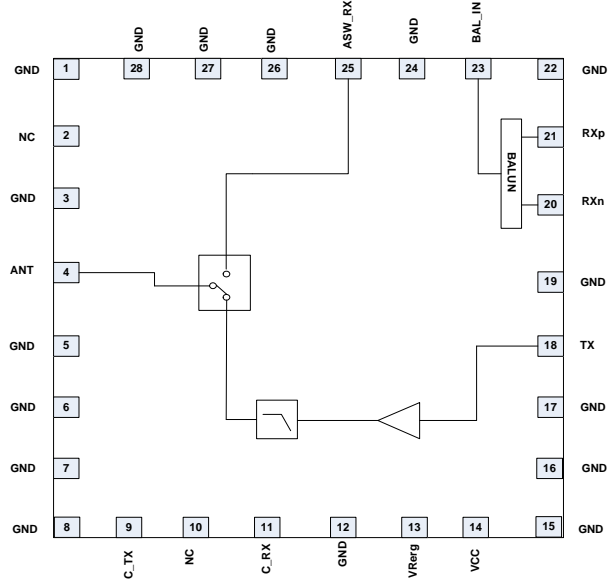 GND GND GND ASW_RX GND BAL_IN
GND 1 28 27 26 25 24 23 22 GND
NC 2 21 RXp
BALUN
GND 3 20 RXn
ANT 4 19 GND
GND 5 18 TX
GND 6 17 GND
GND 7 16 GND
GND 8 9 10 11 12 13 14 15 GND
C_TX NC C_RX GND VRerg VCC